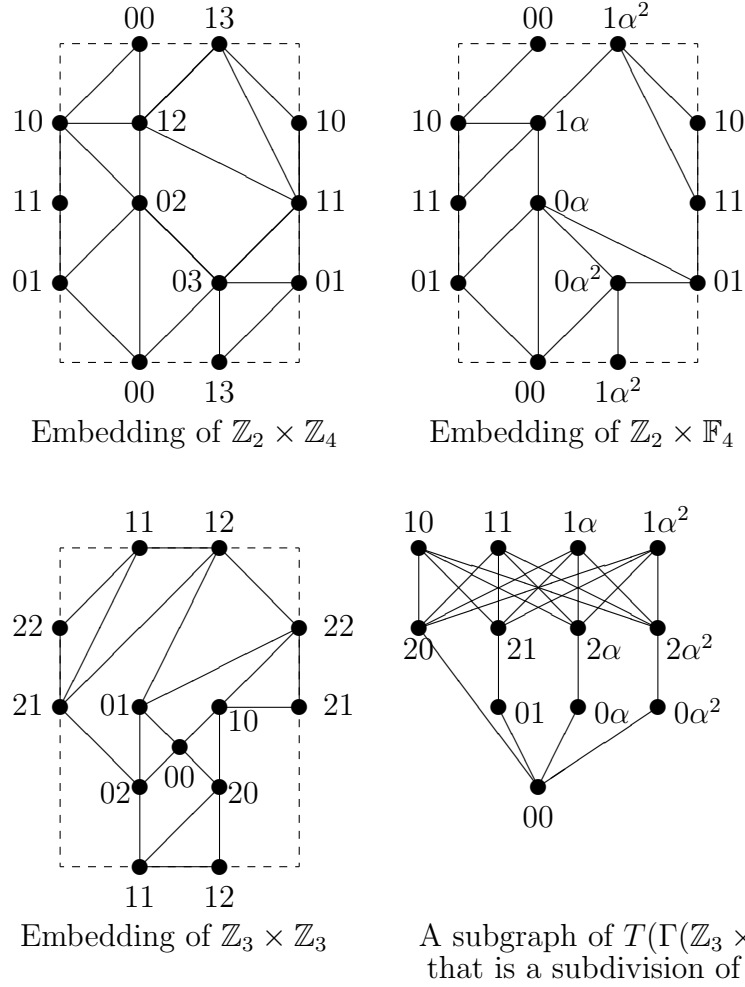 00 13
10 12 10
11 02 11
01 03 01
00 13
Embedding of ℤ₂ × ℤ₄
00 1α²
10 1α 10
11 0α 11
01 0α² 01
00 1α²
Embedding of ℤ₂ × 𝔽₄
11 12
22 22
21 01 10 21
00
02 20
11 12
Embedding of ℤ₃ × ℤ₃
10 11 1α 1α²
20 21 2α 2α²
01 0α 0α²
00
A subgraph of T(Γ(ℤ₃ ×
that is a subdivision of